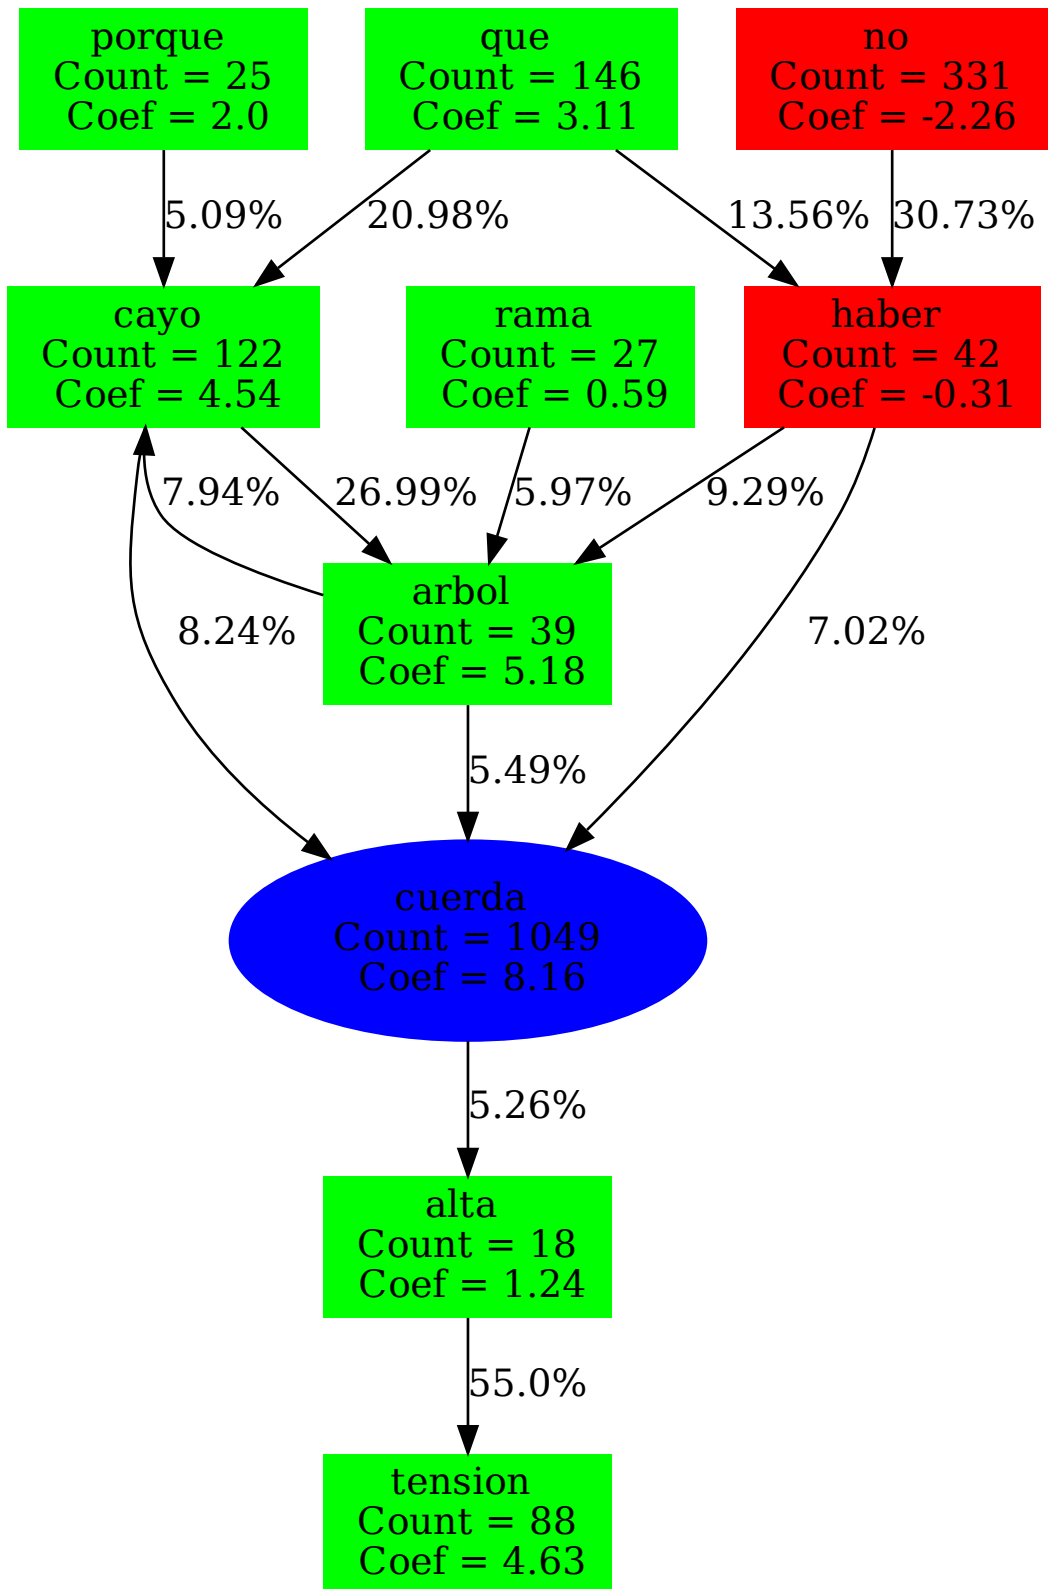 porque
Count = 25
Coef = 2.0
que
Count = 146
Coef = 3.11
no
Count = 331
Coef = -2.26
5.09%
20.98%
13.56%
30.73%
cayo
Count = 122
Coef = 4.54
rama
Count = 27
Coef = 0.59
haber
Count = 42
Coef = -0.31
7.94%
26.99%
5.97%
9.29%
arbol
Count = 39
Coef = 5.18
8.24%
7.02%
5.49%
cuerda
Count = 1049
Coef = 8.16
5.26%
alta
Count = 18
Coef = 1.24
55.0%
tension
Count = 88
Coef = 4.63